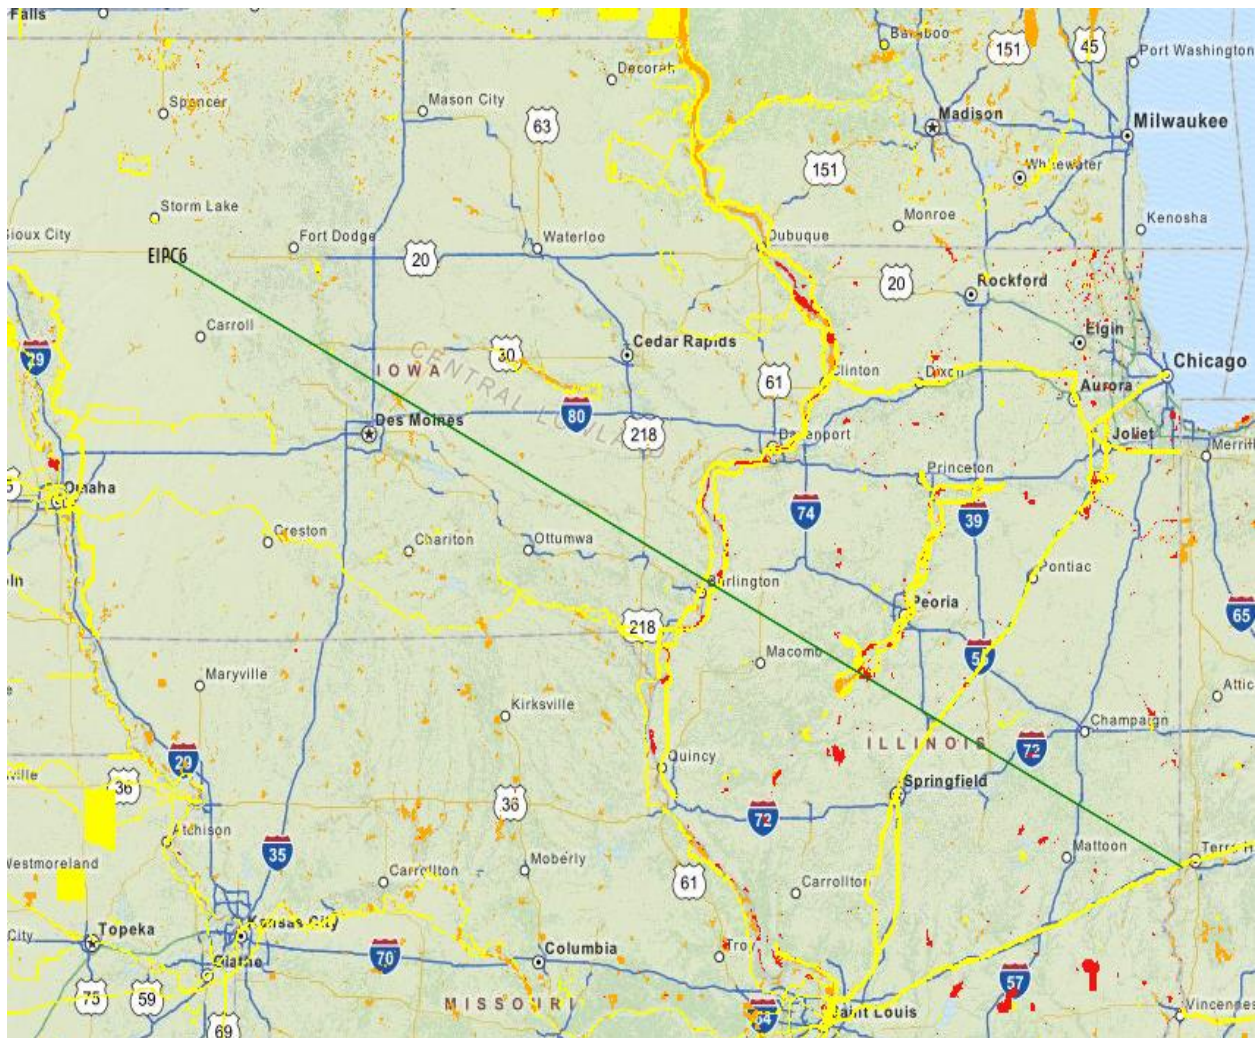 Falls
Baraboo
151
45
Port Washington
Decorah
Spencer
Mason City
63
Madison
Milwaukee
151
Whitewater
Storm Lake
Monroe
Kenosha
Sioux City
Fort Dodge
Waterloo
Dubuque
EIPC6
20
20
Rockford
Carroll
Elgin
29
30
Cedar Rapids
CENTRAL LOWLAND
IOWA
Clinton
Dixon
Chicago
61
Aurora
80
Des Moines
218
Davenport
Joliet
Princeton
Omaha
74
39
Creston
Chariton
Ottumwa
Burlington
Pontiac
Peoria
65
218
Macomb
55
Maryville
Kirksville
Attic
Champaign
ILLINOIS
72
29
Quincy
36
36
Springfield
72
Atchison
35
Mattoon
Terre H
Westmoreland
Carrollton
Moberly
61
Carrollton
Topeka
City
Kansas City
Columbia
Troy
70
Olathe
57
75
59
MISSOURI
64
Saint Louis
Vincennes
69